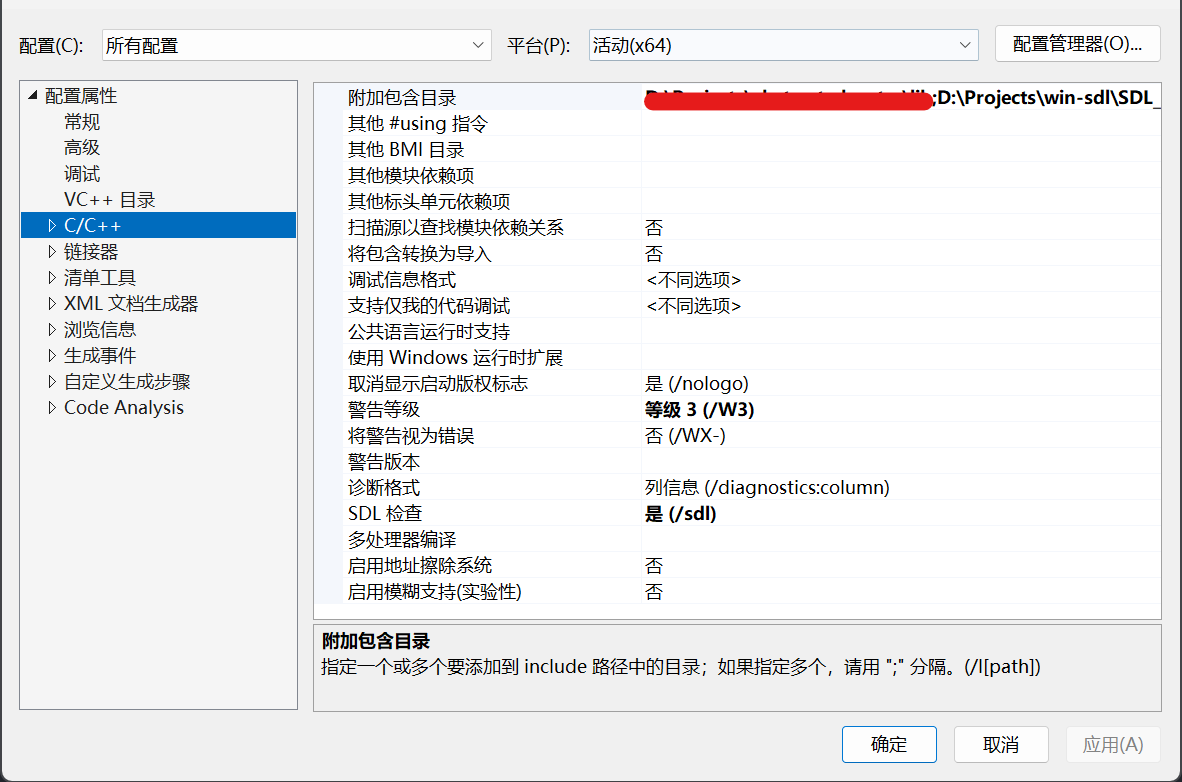 配置(C): 所有配置 平台(P): 活动(x64) 配置管理器(O)...
配置属性
常规
高级
调试
VC++ 目录
C/C++
链接器
清单工具
XML 文档生成器
浏览信息
生成事件
自定义生成步骤
Code Analysis
附加包含目录 ;D:\Projects\win-sdl\SDL_
其他 #using 指令
其他 BMI 目录
其他模块依赖项
其他标头单元依赖项
扫描源以查找模块依赖关系 否
将包含转换为导入 否
调试信息格式 <不同选项>
支持仅我的代码调试 <不同选项>
公共语言运行时支持
使用 Windows 运行时扩展
取消显示启动版权标志 是 (/nologo)
警告等级 等级 3 (/W3)
将警告视为错误 否 (/WX-)
警告版本
诊断格式 列信息 (/diagnostics:column)
SDL 检查 是 (/sdl)
多处理器编译
启用地址擦除系统 否
启用模糊支持(实验性) 否
附加包含目录
指定一个或多个要添加到 include 路径中的目录；如果指定多个，请用 ";" 分隔。(/I[path])
确定 取消 应用(A)